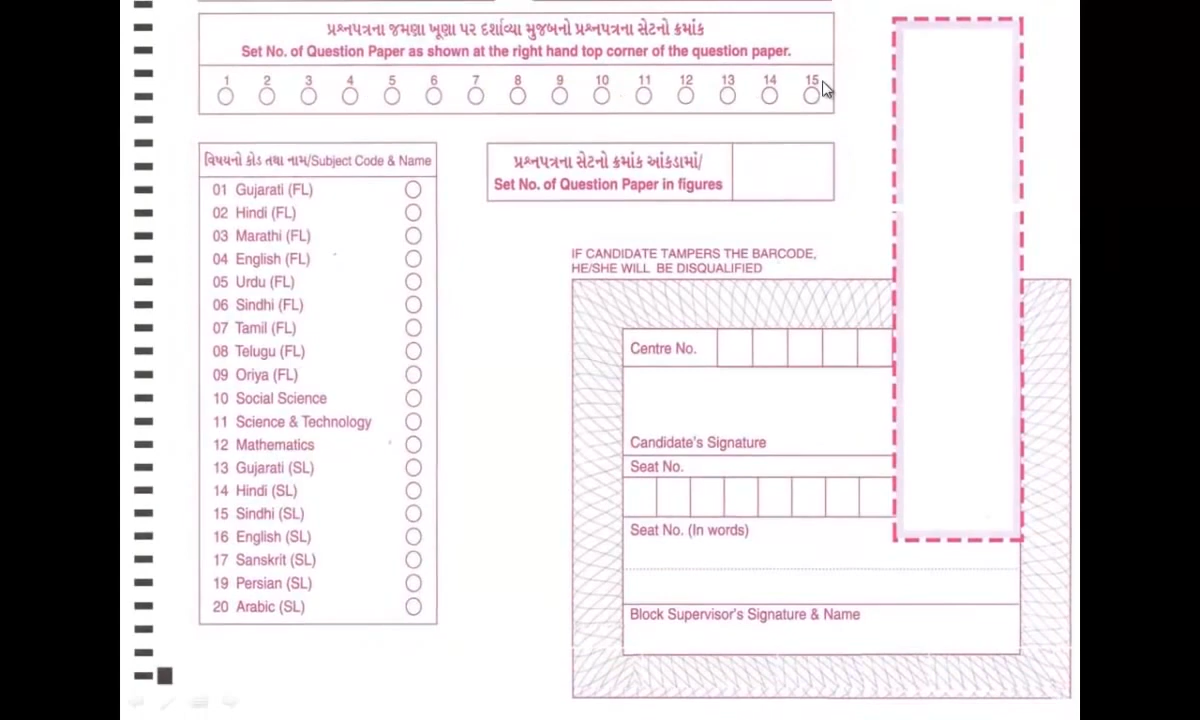 પ્રશ્નપત્રના જમણા ખૂણા પર દર્શાવ્યા મુજબનો પ્રશ્નપત્રના સેટનો ક્રમાંક
Set No. of Question Paper as shown at the right hand top corner of the question paper.
1 2 3 4 5 6 7 8 9 10 11 12 13 14 15
વિષયનો કોડ તથા નામ/Subject Code & Name
01 Gujarati (FL)
02 Hindi (FL)
03 Marathi (FL)
04 English (FL)
05 Urdu (FL)
06 Sindhi (FL)
07 Tamil (FL)
08 Telugu (FL)
09 Oriya (FL)
10 Social Science
11 Science & Technology
12 Mathematics
13 Gujarati (SL)
14 Hindi (SL)
15 Sindhi (SL)
16 English (SL)
17 Sanskrit (SL)
19 Persian (SL)
20 Arabic (SL)
પ્રશ્નપત્રના સેટનો ક્રમાંક આંકડામાં/
Set No. of Question Paper in figures
IF CANDIDATE TAMPERS THE BARCODE,
HE/SHE WILL BE DISQUALIFIED
Centre No.
Candidate's Signature
Seat No.
Seat No. (In words)
Block Supervisor's Signature & Name